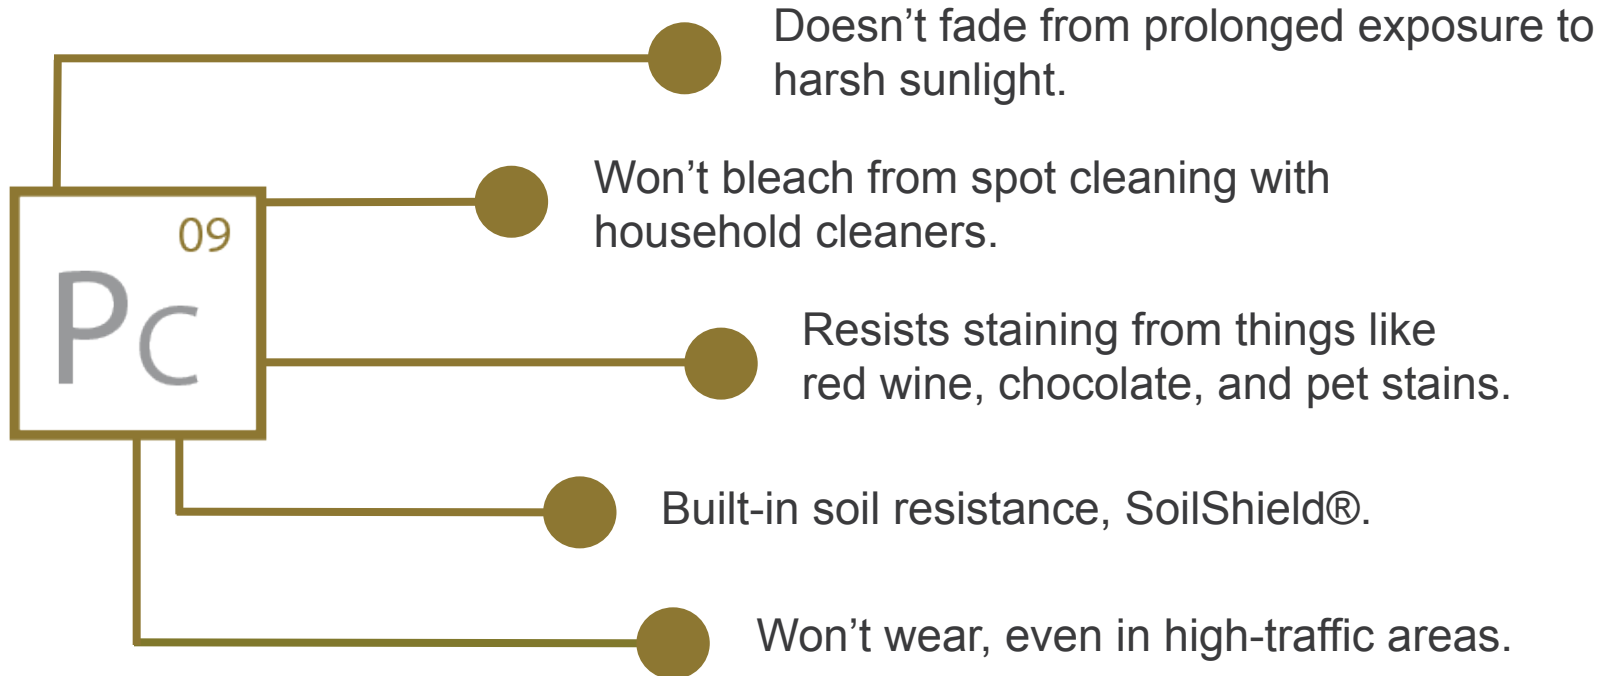 Doesn’t fade from prolonged exposure to
harsh sunlight.
Won’t bleach from spot cleaning with
household cleaners.
09
Pc
Resists staining from things like
red wine, chocolate, and pet stains.
Built-in soil resistance, SoilShield®.
Won’t wear, even in high-traffic areas.